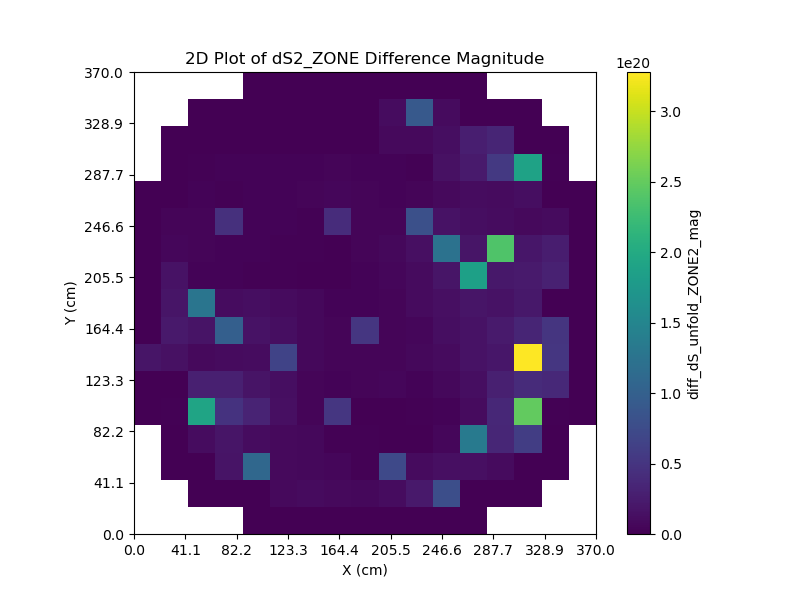 2D Plot of dS2_ZONE Difference Magnitude
1e20
370.0
328.9
287.7
246.6
205.5
164.4
123.3
82.2
41.1
0.0
Y (cm)
0.0 41.1 82.2 123.3 164.4 205.5 246.6 287.7 328.9 370.0
X (cm)
3.0
2.5
2.0
1.5
1.0
0.5
0.0
diff_dS_unfold_ZONE2_mag